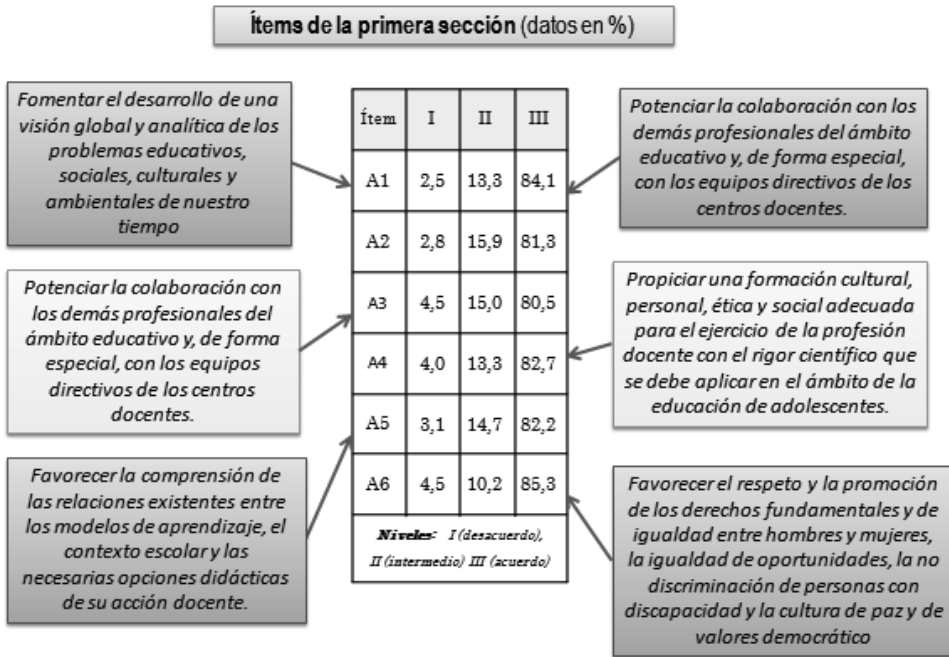 Ítems de la primera sección (datos en %)
Fomentar el desarrollo de una
visión global y analítica de los
problemas educativos,
sociales, culturales y
ambientales de nuestro
tiempo
Potenciar la colaboración con
los demás profesionales del
ámbito educativo y, de forma
especial, con los equipos
directivos de los centros
docentes.
Favorecer la comprensión de
las relaciones existentes entre
los modelos de aprendizaje, el
contexto escolar y las
necesarias opciones didácticas
de su acción docente.
Ítem I II III
A1 2,5 13,3 84,1
A2 2,8 15,9 81,3
A3 4,5 15,0 80,5
A4 4,0 13,3 82,7
A5 3,1 14,7 82,2
A6 4,5 10,2 85,3
Niveles: I (desacuerdo),
II (intermedio) III (acuerdo)
Potenciar la colaboración con los
demás profesionales del ámbito
educativo y, de forma especial,
con los equipos directivos de los
centros docentes.
Propiciar una formación cultural,
personal, ética y social adecuada
para el ejercicio de la profesión
docente con el rigor científico que
se debe aplicar en el ámbito de la
educación de adolescentes.
Favorecer el respeto y la promoción
de los derechos fundamentales y de
igualdad entre hombres y mujeres,
la igualdad de oportunidades, la no
discriminación de personas con
discapacidad y la cultura de paz y de
valores democrático